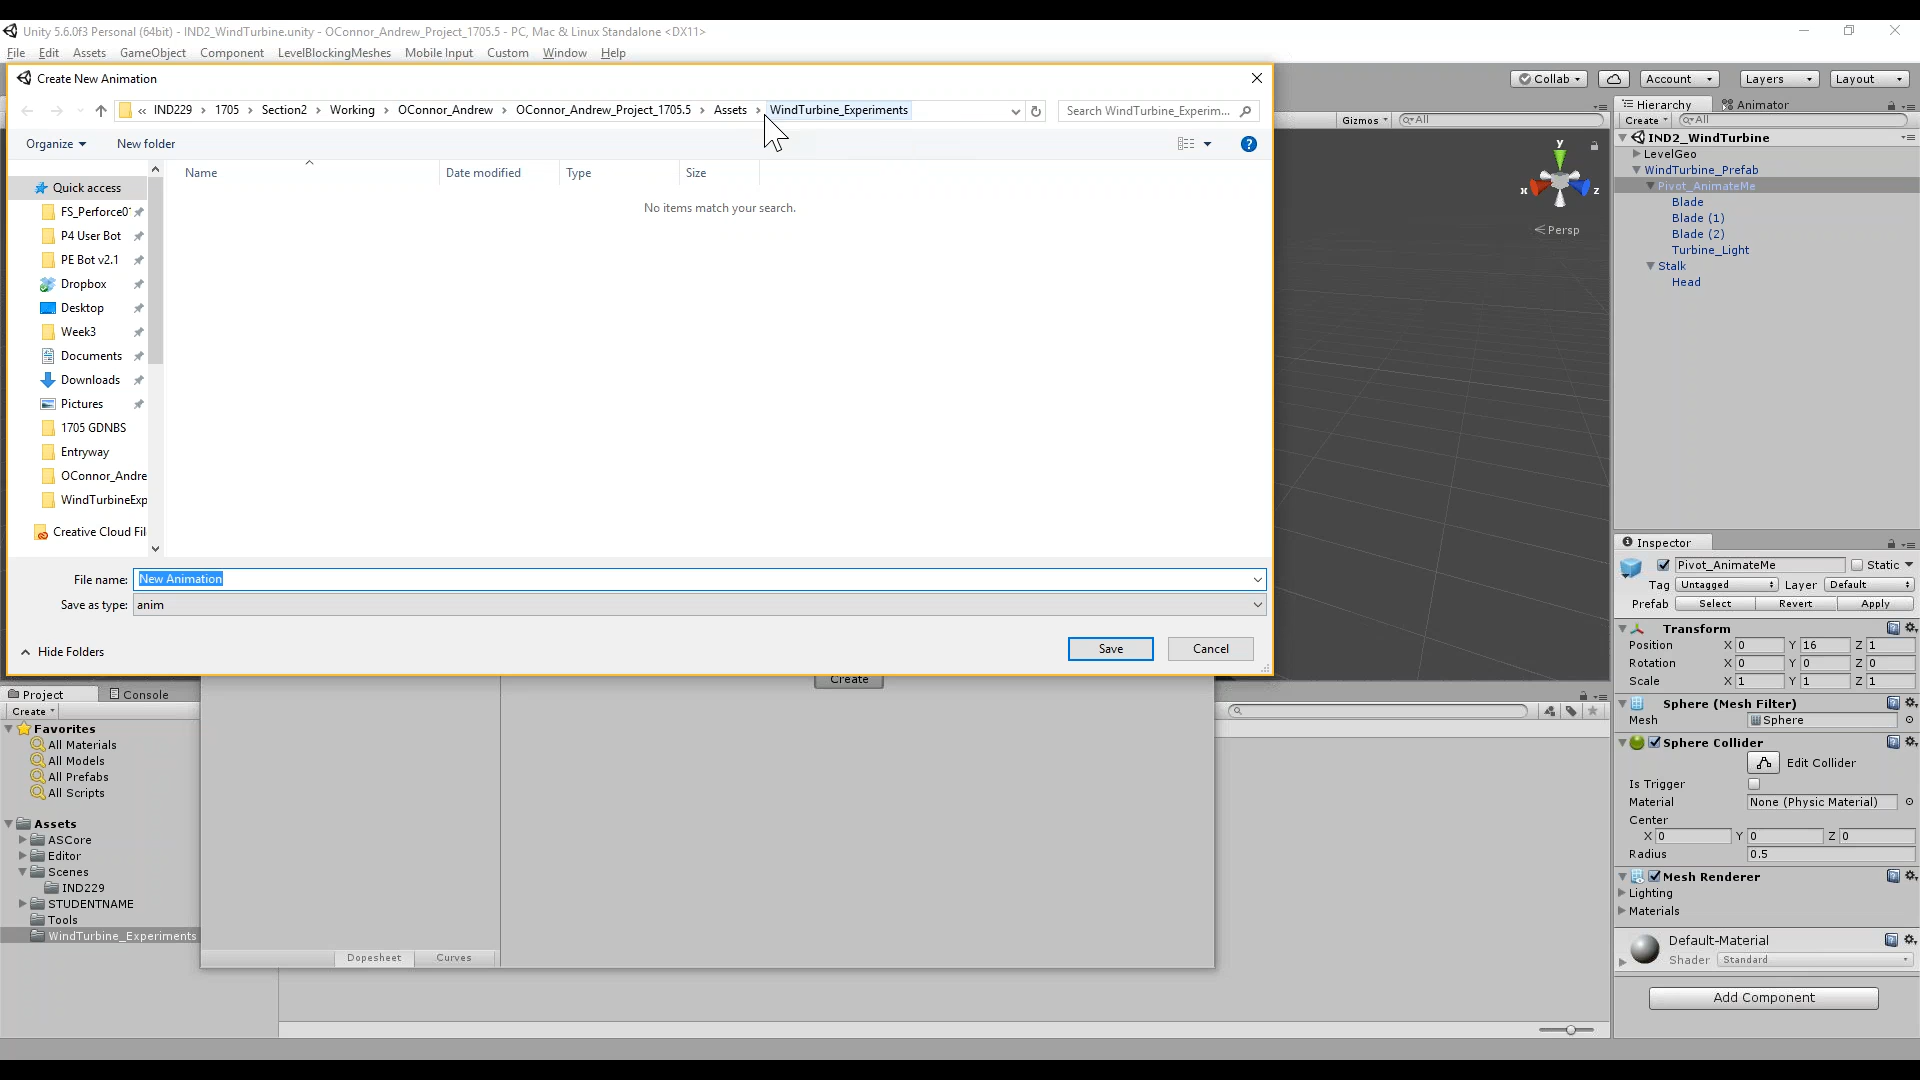 Unity 5.6.0f3 Personal (64bit) - IND2_WindTurbine.unity - OConnor_Andrew_Project_1705.5 - PC, Mac & Linux Standalone <DX11>
File Edit Assets GameObject Component LevelBlockingMeshes Mobile Input Custom Window Help
Create New Animation
Collab Account Layers Layout
« IND229 1705 Section2 Working OConnor_Andrew OConnor_Andrew_Project_1705.5 Assets WindTurbine_Experiments
Search WindTurbine_Experim...
Organize New folder
Name Date modified Type Size
No items match your search.
Quick access
FS_Perforce0
P4 User Bot
PE Bot v2.1
Dropbox
Desktop
Week3
Documents
Downloads
Pictures
1705 GDNBS
Entryway
OConnor_Andre
WindTurbineExp
Creative Cloud Fil
File name: New Animation
Save as type: anim
Hide Folders
Save Cancel
Gizmos All
y
x z
Persp
Hierarchy Animator
Create All
IND2_WindTurbine
LevelGeo
WindTurbine_Prefab
Pivot_AnimateMe
Blade
Blade (1)
Blade (2)
Turbine_Light
Stalk
Head
Inspector
Pivot_AnimateMe Static
Tag Untagged Layer Default
Prefab Select Revert Apply
Transform
Position X 0 Y 16 Z 1
Rotation X 0 Y 0 Z 0
Scale X 1 Y 1 Z 1
Sphere (Mesh Filter)
Mesh Sphere
Sphere Collider
Edit Collider
Is Trigger
Material None (Physic Material)
Center
X 0 Y 0 Z 0
Radius 0.5
Mesh Renderer
Lighting
Materials
Default-Material
Shader Standard
Add Component
Project Console
Create
Favorites
All Materials
All Models
All Prefabs
All Scripts
Assets
ASCore
Editor
Scenes
IND229
STUDENTNAME
Tools
WindTurbine_Experiments
Create
Dopesheet Curves